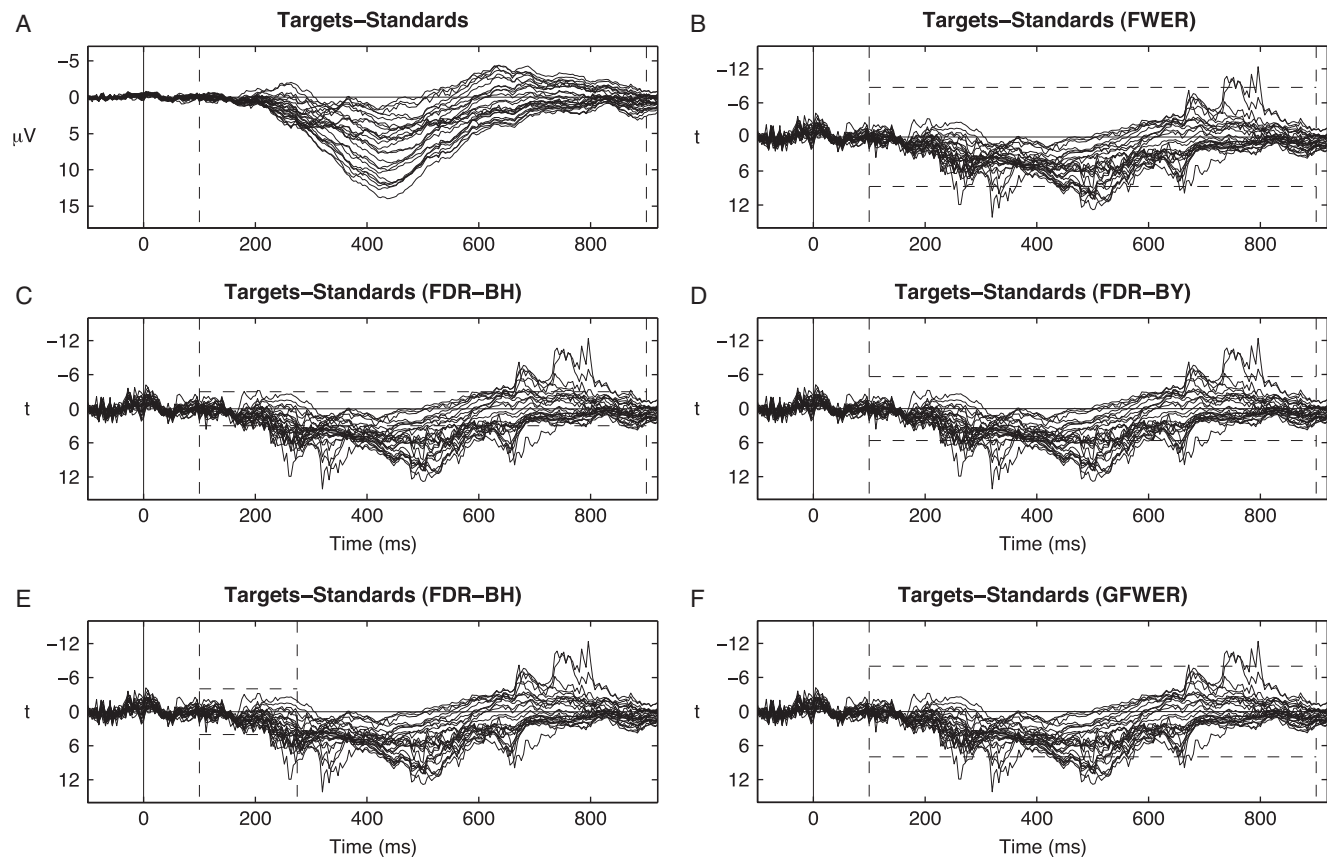 A
Targets–Standards
−5
0
5
10
15
μV
0 200 400 600 800
B
Targets–Standards (FWER)
−12
−6
0
6
12
t
0 200 400 600 800
C
Targets–Standards (FDR–BH)
−12
−6
0
6
12
t
0 200 400 600 800
Time (ms)
D
Targets–Standards (FDR–BY)
−12
−6
0
6
12
t
0 200 400 600 800
Time (ms)
E
Targets–Standards (FDR–BH)
−12
−6
0
6
12
t
0 200 400 600 800
Time (ms)
F
Targets–Standards (GFWER)
−12
−6
0
6
12
t
0 200 400 600 800
Time (ms)